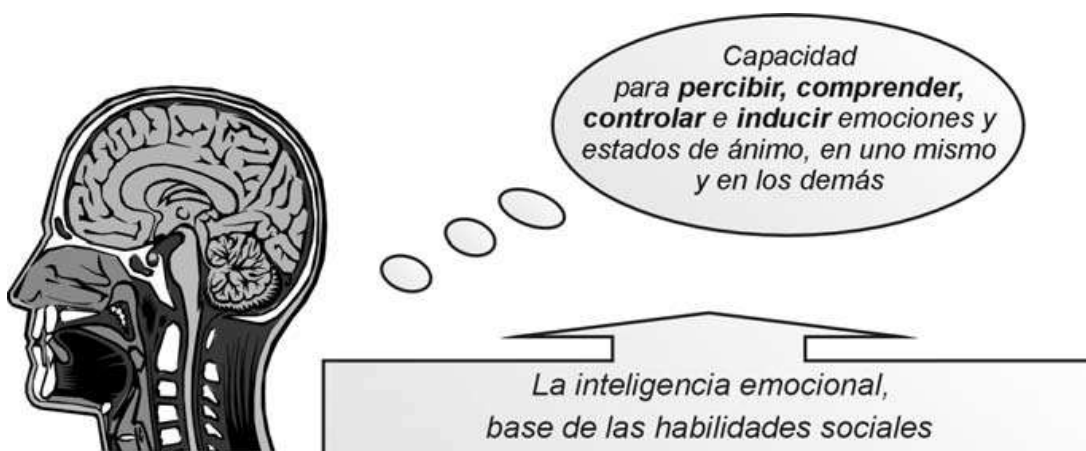 Capacidad
para percibir, comprender,
controlar e inducir emociones y
estados de ánimo, en uno mismo
y en los demás
La inteligencia emocional,
base de las habilidades sociales